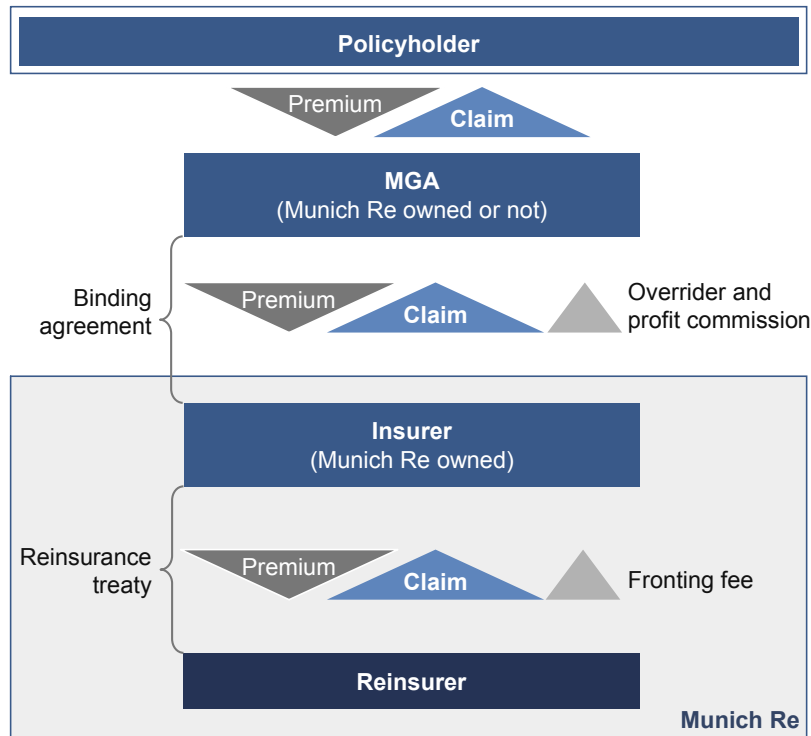 Policyholder
Premium
Claim
MGA
(Munich Re owned or not)
Binding
agreement
Premium
Claim
Overrider and
profit commission
Insurer
(Munich Re owned)
Reinsurance
treaty
Premium
Claim
Fronting fee
Reinsurer
Munich Re